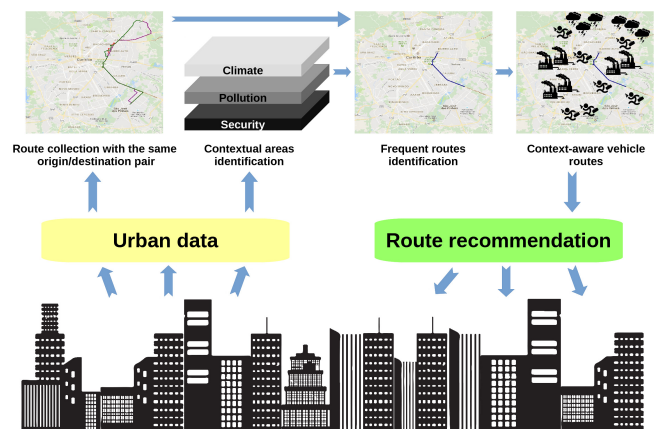 Climate
Pollution
Security
Route collection with the same
origin/destination pair
Contextual areas
identification
Frequent routes
identification
Context-aware vehicle
routes
Urban data
Route recommendation